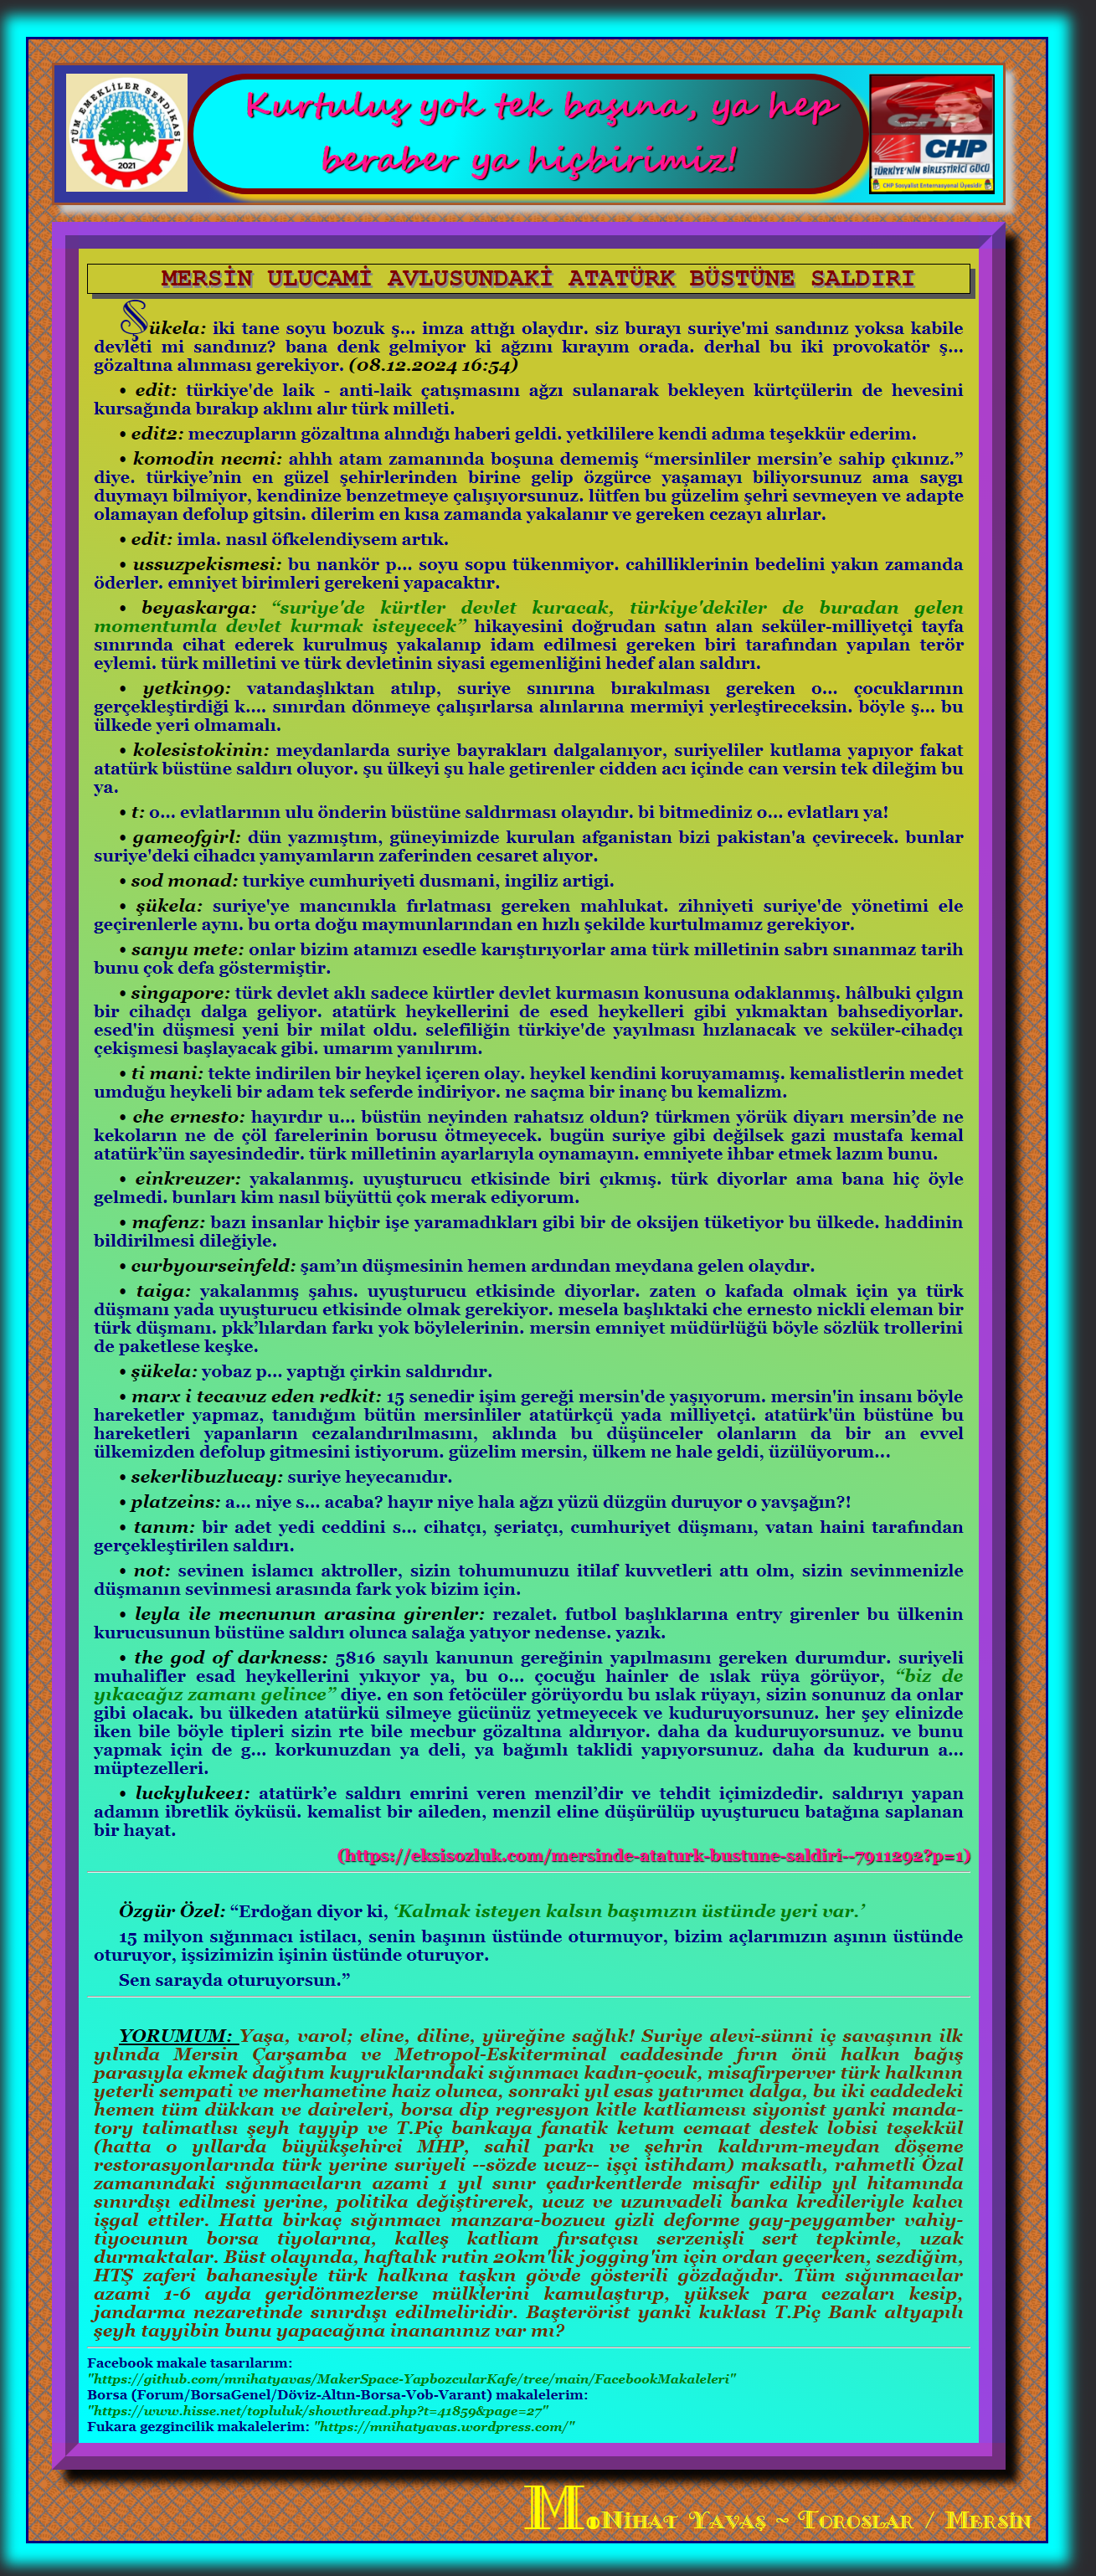 TÜM EMEKLİLER SENDİKASI
2021
Kurtuluş yok tek başına, ya hep
beraber ya hiçbirimiz!
CHP
CHP
TÜRKİYE'NİN BİRLEŞTİRİCİ GÜCÜ
CHP Sosyalist Enternasyonal Üyesidir
MERSİN ULUCAMİ AVLUSUNDAKİ ATATÜRK BÜSTÜNE SALDIRI
Şükela: iki tane soyu bozuk ş... imza attığı olaydır. siz burayı suriye'mi sandınız yoksa kabile
devleti mi sandınız? bana denk gelmiyor ki ağzını kırayım orada. derhal bu iki provokatör ş...
gözaltına alınması gerekiyor. (08.12.2024 16:54)
• edit: türkiye'de laik - anti-laik çatışmasını ağzı sulanarak bekleyen kürtçülerin de hevesini
kursağında bırakıp aklını alır türk milleti.
• edit2: meczupların gözaltına alındığı haberi geldi. yetkililere kendi adıma teşekkür ederim.
• komodin necmi: ahhh atam zamanında boşuna dememiş “mersinliler mersin’e sahip çıkınız.”
diye. türkiye’nin en güzel şehirlerinden birine gelip özgürce yaşamayı biliyorsunuz ama saygı
duymayı bilmiyor, kendinize benzetmeye çalışıyorsunuz. lütfen bu güzelim şehri sevmeyen ve adapte
olamayan defolup gitsin. dilerim en kısa zamanda yakalanır ve gereken cezayı alırlar.
• edit: imla. nasıl öfkelendiysem artık.
• ussuzpekismesi: bu nankör p... soyu sopu tükenmiyor. cahilliklerinin bedelini yakın zamanda
öderler. emniyet birimleri gerekeni yapacaktır.
• beyaskarga: “suriye'de kürtler devlet kuracak, türkiye'dekiler de buradan gelen
momentumla devlet kurmak isteyecek” hikayesini doğrudan satın alan seküler-milliyetçi tayfa
sınırında cihat ederek kurulmuş yakalanıp idam edilmesi gereken biri tarafından yapılan terör
eylemi. türk milletini ve türk devletinin siyasi egemenliğini hedef alan saldırı.
• yetkin99: vatandaşlıktan atılıp, suriye sınırına bırakılması gereken o... çocuklarının
gerçekleştirdiği k.... sınırdan dönmeye çalışırlarsa alınlarına mermiyi yerleştireceksin. böyle ş... bu
ülkede yeri olmamalı.
• kolesistokinin: meydanlarda suriye bayrakları dalgalanıyor, suriyeliler kutlama yapıyor fakat
atatürk büstüne saldırı oluyor. şu ülkeyi şu hale getirenler cidden acı içinde can versin tek dileğim bu
ya.
• t: o... evlatlarının ulu önderin büstüne saldırması olayıdır. bi bitmediniz o... evlatları ya!
• gameofgirl: dün yazmıştım, güneyimizde kurulan afganistan bizi pakistan'a çevirecek. bunlar
suriye'deki cihadcı yamyamların zaferinden cesaret alıyor.
• sod monad: turkiye cumhuriyeti dusmani, ingiliz artigi.
• şükela: suriye'ye mancınıkla fırlatması gereken mahlukat. zihniyeti suriye'de yönetimi ele
geçirenlerle aynı. bu orta doğu maymunlarından en hızlı şekilde kurtulmamız gerekiyor.
• sanyu mete: onlar bizim atamızı esedle karıştırıyorlar ama türk milletinin sabrı sınanmaz tarih
bunu çok defa göstermiştir.
• singapore: türk devlet aklı sadece kürtler devlet kurmasın konusuna odaklanmış. hâlbuki çılgın
bir cihadçı dalga geliyor. atatürk heykellerini de esed heykelleri gibi yıkmaktan bahsediyorlar.
esed'in düşmesi yeni bir milat oldu. selefiliğin türkiye'de yayılması hızlanacak ve seküler-cihadçı
çekişmesi başlayacak gibi. umarım yanılırım.
• ti mani: tekte indirilen bir heykel içeren olay. heykel kendini koruyamamış. kemalistlerin medet
umduğu heykeli bir adam tek seferde indiriyor. ne saçma bir inanç bu kemalizm.
• che ernesto: hayırdır u... büstün neyinden rahatsız oldun? türkmen yörük diyarı mersin’de ne
kekoların ne de çöl farelerinin borusu ötmeyecek. bugün suriye gibi değilsek gazi mustafa kemal
atatürk’ün sayesindedir. türk milletinin ayarlarıyla oynamayın. emniyete ihbar etmek lazım bunu.
• einkreuzer: yakalanmış. uyuşturucu etkisinde biri çıkmış. türk diyorlar ama bana hiç öyle
gelmedi. bunları kim nasıl büyüttü çok merak ediyorum.
• mafenz: bazı insanlar hiçbir işe yaramadıkları gibi bir de oksijen tüketiyor bu ülkede. haddinin
bildirilmesi dileğiyle.
• curbyourseinfeld: şam’ın düşmesinin hemen ardından meydana gelen olaydır.
• taiga: yakalanmış şahıs. uyuşturucu etkisinde diyorlar. zaten o kafada olmak için ya türk
düşmanı yada uyuşturucu etkisinde olmak gerekiyor. mesela başlıktaki che ernesto nickli eleman bir
türk düşmanı. pkk’lılardan farkı yok böylelerinin. mersin emniyet müdürlüğü böyle sözlük trollerini
de paketlese keşke.
• şükela: yobaz p... yaptığı çirkin saldırıdır.
• marx i tecavuz eden redkit: 15 senedir işim gereği mersin'de yaşıyorum. mersin'in insanı böyle
hareketler yapmaz, tanıdığım bütün mersinliler atatürkçü yada milliyetçi. atatürk'ün büstüne bu
hareketleri yapanların cezalandırılmasını, aklında bu düşünceler olanların da bir an evvel
ülkemizden defolup gitmesini istiyorum. güzelim mersin, ülkem ne hale geldi, üzülüyorum...
• sekerlibuzlucay: suriye heyecanıdır.
• platzeins: a... niye s... acaba? hayır niye hala ağzı yüzü düzgün duruyor o yavşağın?!
• tanım: bir adet yedi ceddini s... cihatçı, şeriatçı, cumhuriyet düşmanı, vatan haini tarafından
gerçekleştirilen saldırı.
• not: sevinen islamcı aktroller, sizin tohumunuzu itilaf kuvvetleri attı olm, sizin sevinmenizle
düşmanın sevinmesi arasında fark yok bizim için.
• leyla ile mecnunun arasina girenler: rezalet. futbol başlıklarına entry girenler bu ülkenin
kurucusunun büstüne saldırı olunca salağa yatıyor nedense. yazık.
• the god of darkness: 5816 sayılı kanunun gereğinin yapılmasını gereken durumdur. suriyeli
muhalifler esad heykellerini yıkıyor ya, bu o... çocuğu hainler de ıslak rüya görüyor, “biz de
yıkacağız zamanı gelince” diye. en son fetöcüler görüyordu bu ıslak rüyayı, sizin sonunuz da onlar
gibi olacak. bu ülkeden atatürkü silmeye gücünüz yetmeyecek ve kuduruyorsunuz. her şey elinizde
iken bile böyle tipleri sizin rte bile mecbur gözaltına aldırıyor. daha da kuduruyorsunuz. ve bunu
yapmak için de g... korkunuzdan ya deli, ya bağımlı taklidi yapıyorsunuz. daha da kudurun a...
müptezelleri.
• luckylukee1: atatürk’e saldırı emrini veren menzil’dir ve tehdit içimizdedir. saldırıyı yapan
adamın ibretlik öyküsü. kemalist bir aileden, menzil eline düşürülüp uyuşturucu batağına saplanan
bir hayat.
(https://eksisozluk.com/mersinde-ataturk-bustune-saldiri--7911292?p=1)
Özgür Özel: “Erdoğan diyor ki, ‘Kalmak isteyen kalsın başımızın üstünde yeri var.’
15 milyon sığınmacı istilacı, senin başının üstünde oturmuyor, bizim açlarımızın aşının üstünde
oturuyor, işsizimizin işinin üstünde oturuyor.
Sen sarayda oturuyorsun.”
YORUMUM: Yaşa, varol; eline, diline, yüreğine sağlık! Suriye alevi-sünni iç savaşının ilk
yılında Mersin Çarşamba ve Metropol-Eskiterminal caddesinde fırın önü halkın bağış
parasıyla ekmek dağıtım kuyruklarındaki sığınmacı kadın-çocuk, misafirperver türk halkının
yeterli sempati ve merhametine haiz olunca, sonraki yıl esas yatırımcı dalga, bu iki caddedeki
hemen tüm dükkan ve daireleri, borsa dip regresyon kitle katliamcısı siyonist yanki manda-
tory talimatlısı şeyh tayyip ve T.Piç bankaya fanatik ketum cemaat destek lobisi teşekkül
(hatta o yıllarda büyükşehirci MHP, sahil parkı ve şehrin kaldırım-meydan döşeme
restorasyonlarında türk yerine suriyeli --sözde ucuz-- işçi istihdam) maksatlı, rahmetli Özal
zamanındaki sığınmacıların azami 1 yıl sınır çadırkentlerde misafir edilip yıl hitamında
sınırdışı edilmesi yerine, politika değiştirerek, ucuz ve uzunvadeli banka kredileriyle kalıcı
işgal ettiler. Hatta birkaç sığınmacı manzara-bozucu gizli deforme gay-peygamber vahiy-
tiyocunun borsa tiyolarına, kalleş katliam fırsatçısı serzenişli sert tepkimle, uzak
durmaktalar. Büst olayında, haftalık rutin 20km'lik jogging'im için ordan geçerken, sezdiğim,
HTŞ zaferi bahanesiyle türk halkına taşkın gövde gösterili gözdağıdır. Tüm sığınmacılar
azami 1-6 ayda geridönmezlerse mülklerini kamulaştırıp, yüksek para cezaları kesip,
jandarma nezaretinde sınırdışı edilmeliridir. Başterörist yanki kuklası T.Piç Bank altyapılı
şeyh tayyibin bunu yapacağına inananınız var mı?
Facebook makale tasarılarım:
"https://github.com/mnihatyavas/MakerSpace-YapbozcularKafe/tree/main/FacebookMakaleleri"
Borsa (Forum/BorsaGenel/Döviz-Altın-Borsa-Vob-Varant) makalelerim:
"https://www.hisse.net/topluluk/showthread.php?t=41859&page=27"
Fukara gezgincilik makalelerim: "https://mnihatyavas.wordpress.com/"
M.Nihat Yavaş ~ Toroslar / Mersin